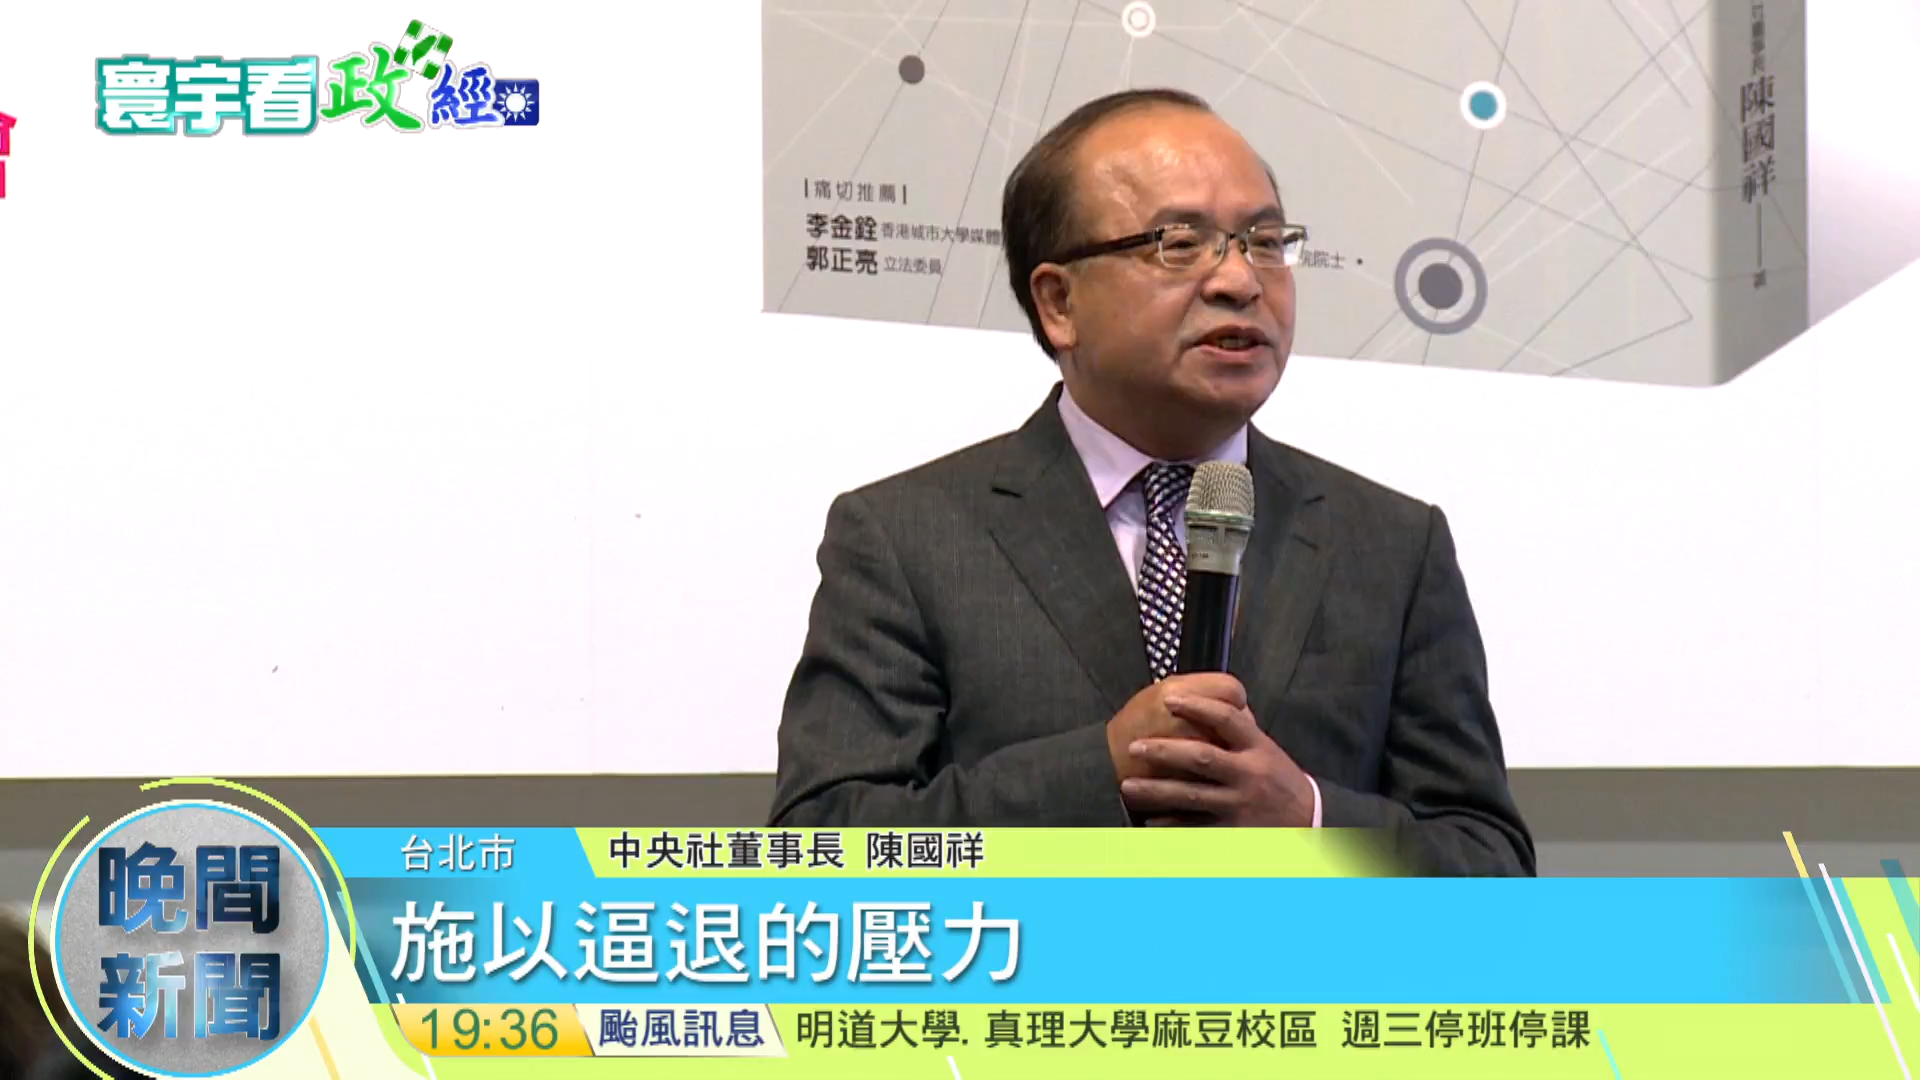 寰宇看政經
會
痛切推薦
李金銓 香港城市大學媒體
院院士
郭正亮 立法委員
陳國祥
台北市
中央社董事長 陳國祥
施以逼退的壓力
晚間
新聞
19:36
颱風訊息
明道大學. 真理大學麻豆校區 週三停班停課